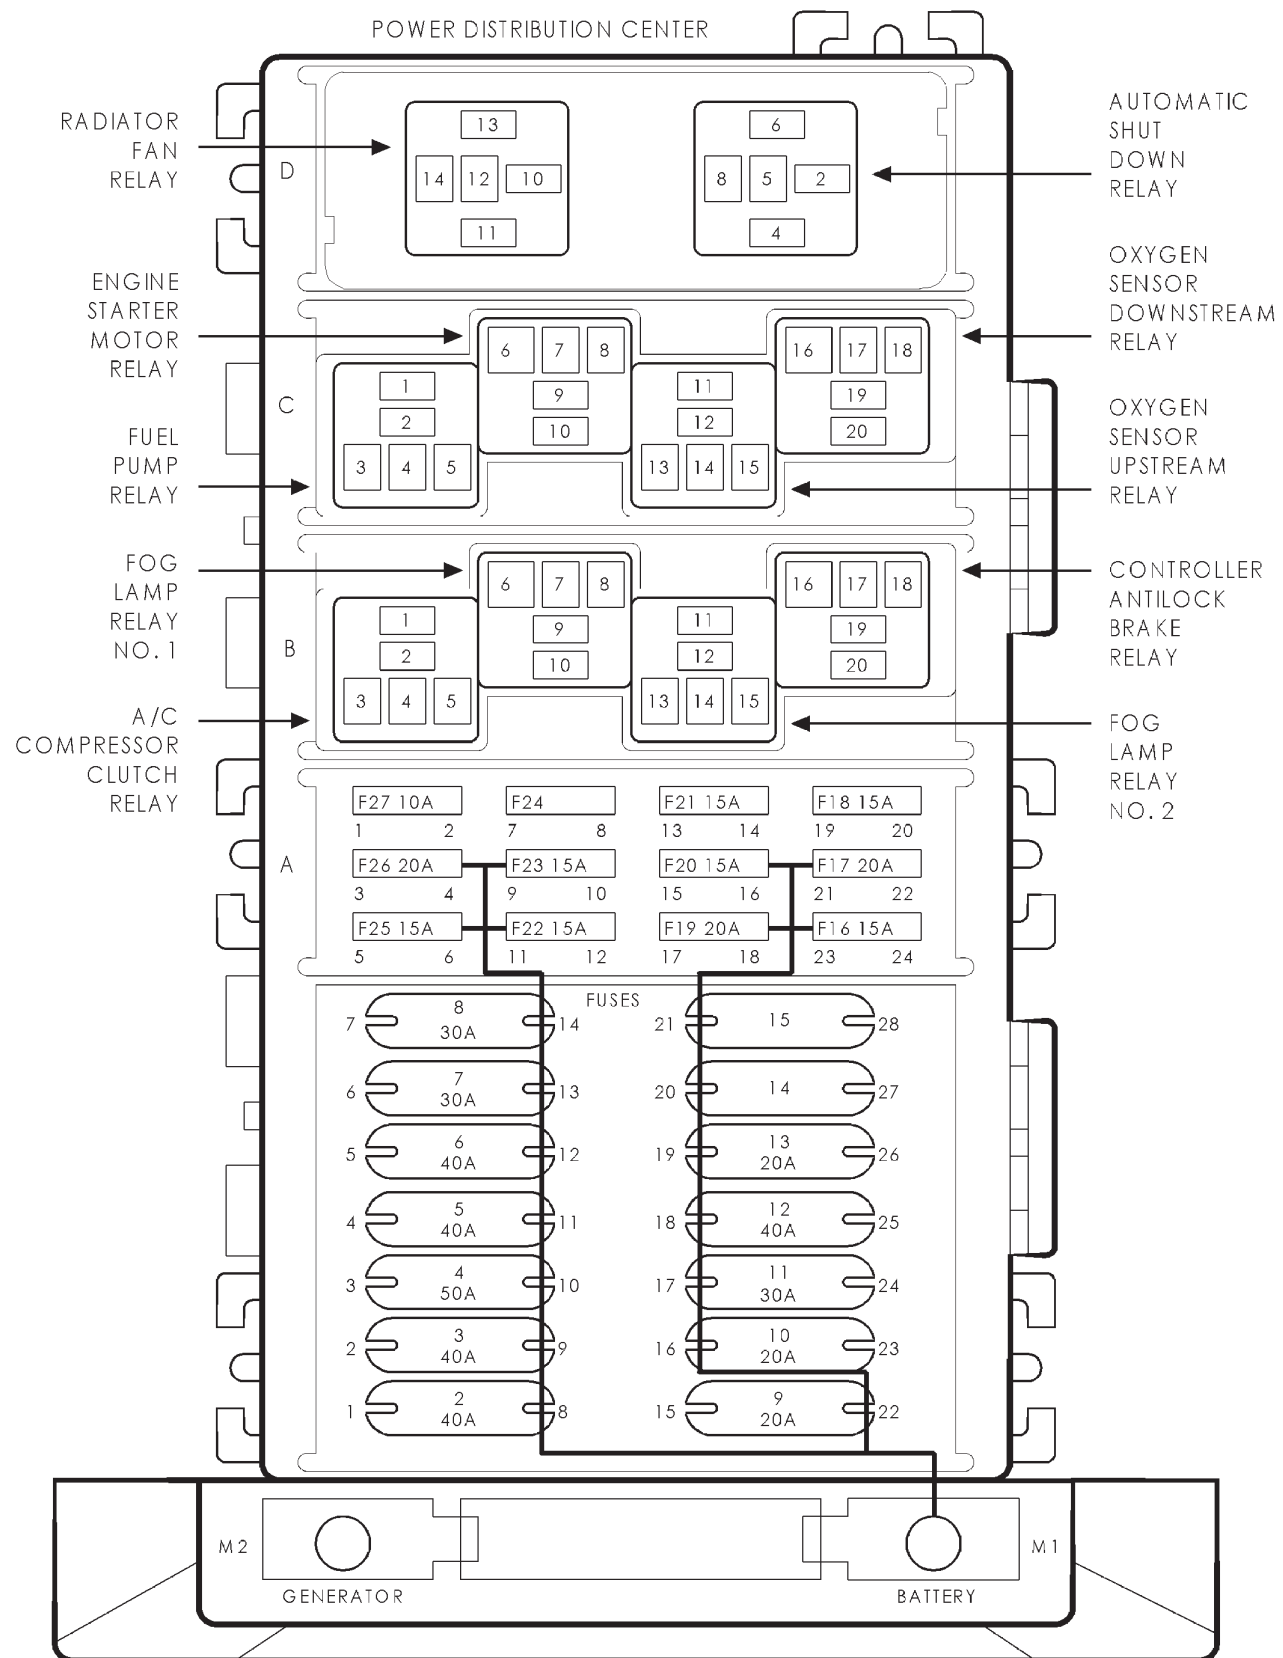 POWER DISTRIBUTION CENTER
RADIATOR
FAN
RELAY
D
13
14 12 10
11
6
8 5 2
4
AUTOMATIC
SHUT
DOWN
RELAY
ENGINE
STARTER
MOTOR
RELAY
OXYGEN
SENSOR
DOWNSTREAM
RELAY
C
FUEL
PUMP
RELAY
1
2
3 4 5
6 7 8
9
10
11
12
13 14 15
16 17 18
19
20
OXYGEN
SENSOR
UPSTREAM
RELAY
FOG
LAMP
RELAY
NO. 1
B
A/C
COMPRESSOR
CLUTCH
RELAY
1
2
3 4 5
6 7 8
9
10
11
12
13 14 15
16 17 18
19
20
CONTROLLER
ANTILOCK
BRAKE
RELAY
FOG
LAMP
RELAY
NO. 2
A
F27 10A F24 F21 15A F18 15A
1 2 7 8 13 14 19 20
F26 20A F23 15A F20 15A F17 20A
3 4 9 10 15 16 21 22
F25 15A F22 15A F19 20A F16 15A
5 6 11 12 17 18 23 24
FUSES
7 8 30A 14 21 15 28
6 7 30A 13 20 14 27
5 6 40A 12 19 13 20A 26
4 5 40A 11 18 12 40A 25
3 4 50A 10 17 11 30A 24
2 3 40A 9 16 10 20A 23
1 2 40A 8 15 9 20A 22
M2 M1
GENERATOR BATTERY